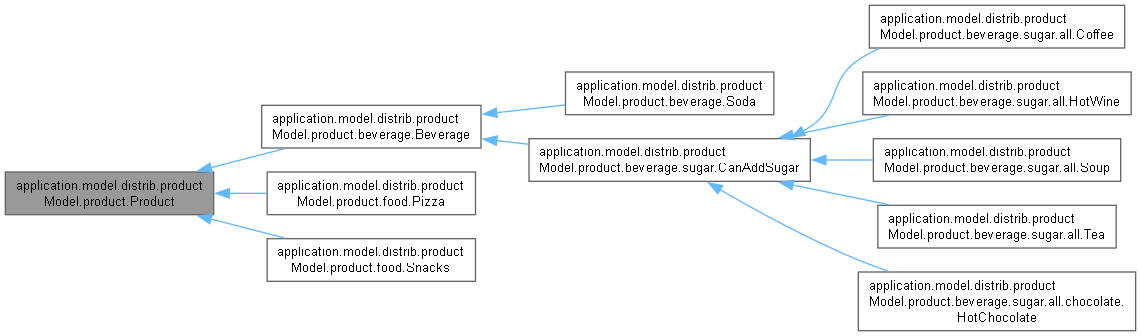 application.model.distrib.product
Model.product.Product
application.model.distrib.product
Model.product.beverage.Beverage
application.model.distrib.product
Model.product.food.Pizza
application.model.distrib.product
Model.product.food.Snacks
application.model.distrib.product
Model.product.beverage.Soda
application.model.distrib.product
Model.product.beverage.sugar.CanAddSugar
application.model.distrib.product
Model.product.beverage.sugar.all.Coffee
application.model.distrib.product
Model.product.beverage.sugar.all.HotWine
application.model.distrib.product
Model.product.beverage.sugar.all.Soup
application.model.distrib.product
Model.product.beverage.sugar.all.Tea
application.model.distrib.product
Model.product.beverage.sugar.all.chocolate.
HotChocolate